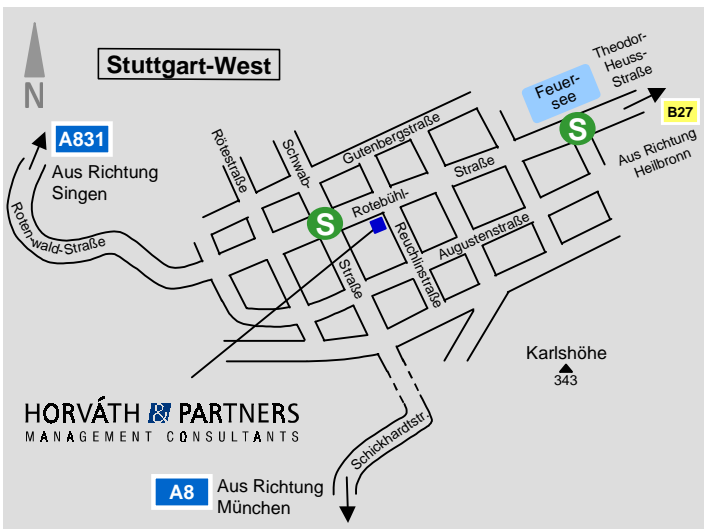 Stuttgart-West
N
A831
Aus Richtung
Singen
Rötestraße
Schwab-
Straße
Gutenbergstraße
Rotebühl-
Straße
Feuer-
see
Theodor-
Heuss-
Straße
B27
Aus Richtung
Heilbronn
S
S
Roten-
wald-Straße
Reuchlinstraße
Augustenstraße
Karlshöhe
343
HORVÁTH & PARTNERS
MANAGEMENT CONSULTANTS
Schickhardtstr.
A8
Aus Richtung
München